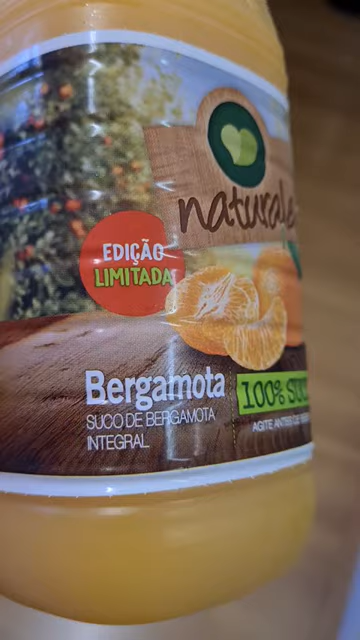 naturale
EDIÇÃO
LIMITADA
Bergamota
100% SUC
SUCO DE BERGAMOTA
INTEGRAL
AGITE ANTES DE